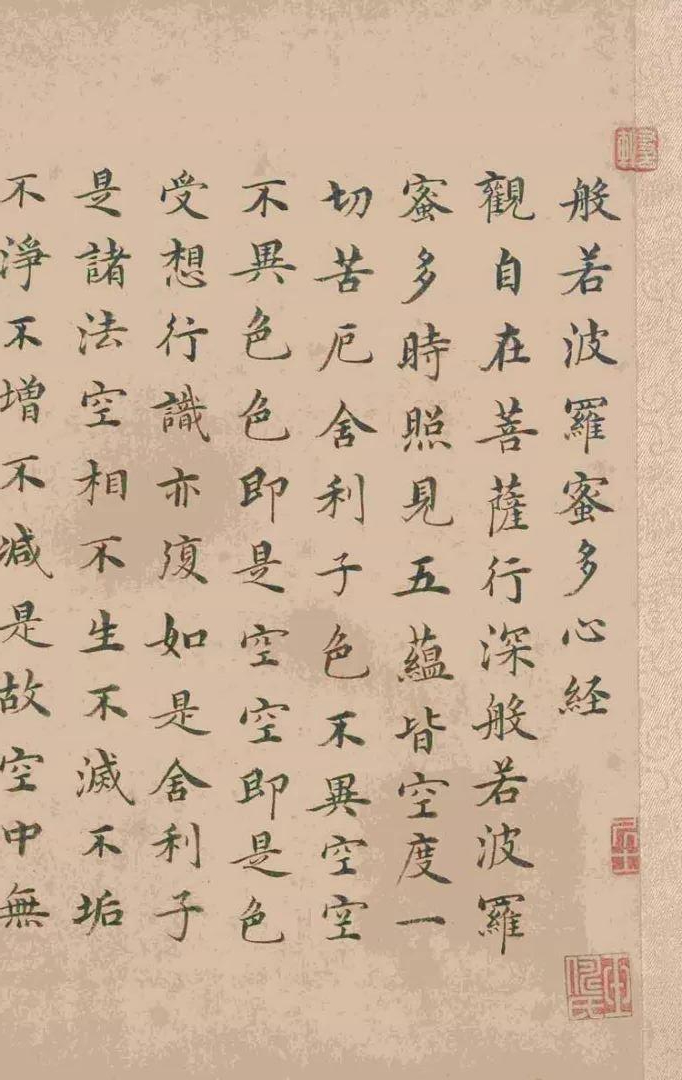 般若波羅蜜多心経
觀自在菩薩行深般若波羅
蜜多時照見五蘊皆空度一
切苦厄舍利子色不異空空
不異色色即是空空即是色
受想行識亦復如是舍利子
是諸法空相不生不滅不垢
不淨不増不減是故空中無